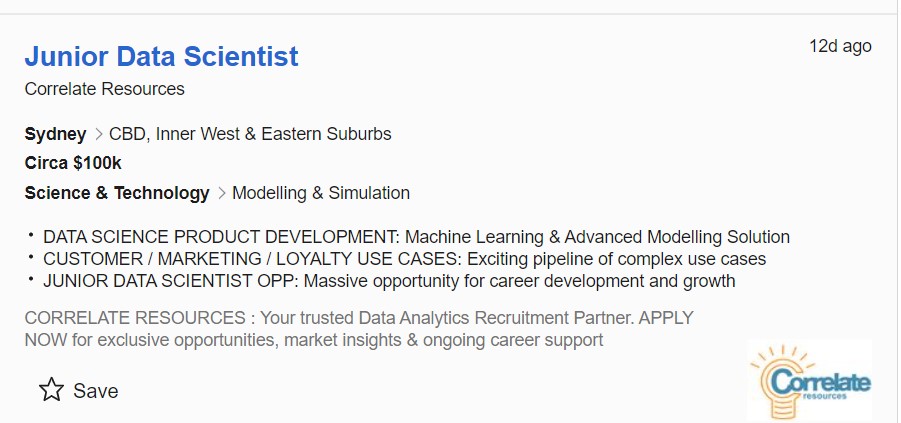 12d ago
Junior Data Scientist
Correlate Resources
Sydney > CBD, Inner West & Eastern Suburbs
Circa $100k
Science & Technology > Modelling & Simulation
• DATA SCIENCE PRODUCT DEVELOPMENT: Machine Learning & Advanced Modelling Solution
• CUSTOMER / MARKETING / LOYALTY USE CASES: Exciting pipeline of complex use cases
• JUNIOR DATA SCIENTIST OPP: Massive opportunity for career development and growth
CORRELATE RESOURCES : Your trusted Data Analytics Recruitment Partner. APPLY
NOW for exclusive opportunities, market insights & ongoing career support
Save
Correlate
resources